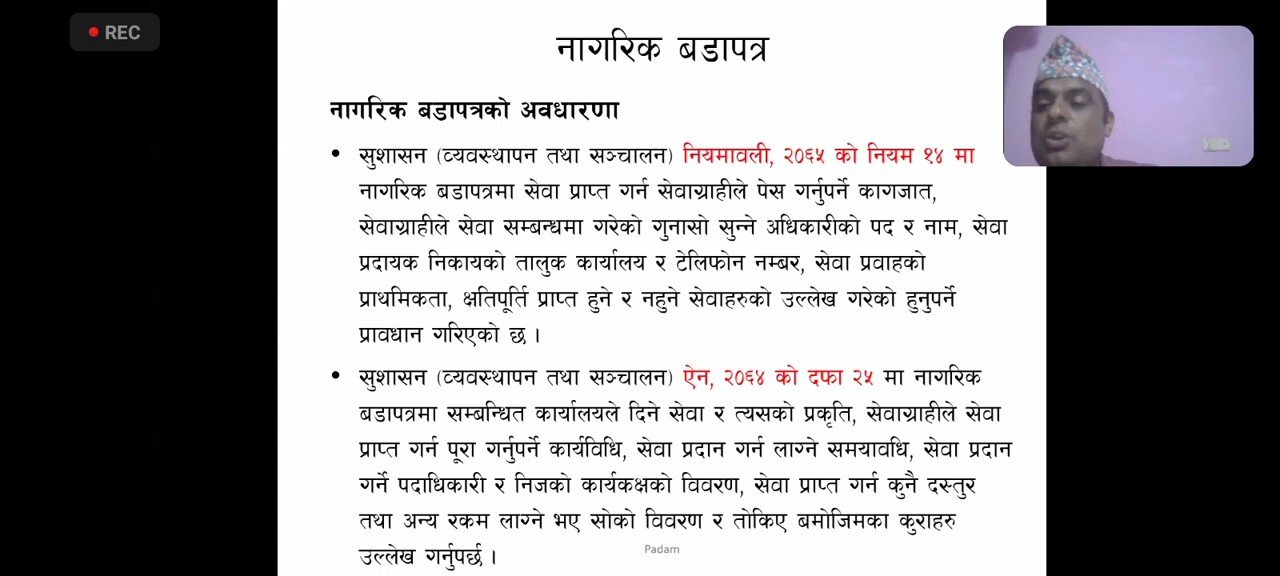 REC
नागरिक बडापत्र
नागरिक बडापत्रको अवधारणा
• सुशासन (व्यवस्थापन तथा सञ्चालन) नियमावली, २०६५ को नियम १४ मा
नागरिक बडापत्रमा सेवा प्राप्त गर्न सेवाग्राहीले पेस गर्नुपर्ने कागजात,
सेवाग्राहीले सेवा सम्बन्धमा गरेको गुनासो सुन्ने अधिकारीको पद र नाम, सेवा
प्रदायक निकायको तालुक कार्यालय र टेलिफोन नम्बर, सेवा प्रवाहको
प्राथमिकता, क्षतिपूर्ति प्राप्त हुने र नहुने सेवाहरुको उल्लेख गरेको हुनुपर्ने
प्रावधान गरिएको छ ।
• सुशासन (व्यवस्थापन तथा सञ्चालन) ऐन, २०६४ को दफा २५ मा नागरिक
बडापत्रमा सम्बन्धित कार्यालयले दिने सेवा र त्यसको प्रकृति, सेवाग्राहीले सेवा
प्राप्त गर्न पूरा गर्नुपर्ने कार्यविधि, सेवा प्रदान गर्न लाग्ने समयावधि, सेवा प्रदान
गर्ने पदाधिकारी र निजको कार्यकक्षको विवरण, सेवा प्राप्त गर्न कुनै दस्तुर
तथा अन्य रकम लाग्ने भए सोको विवरण र तोकिए बमोजिमका कुराहरु
उल्लेख गर्नुपर्छ ।
Padam